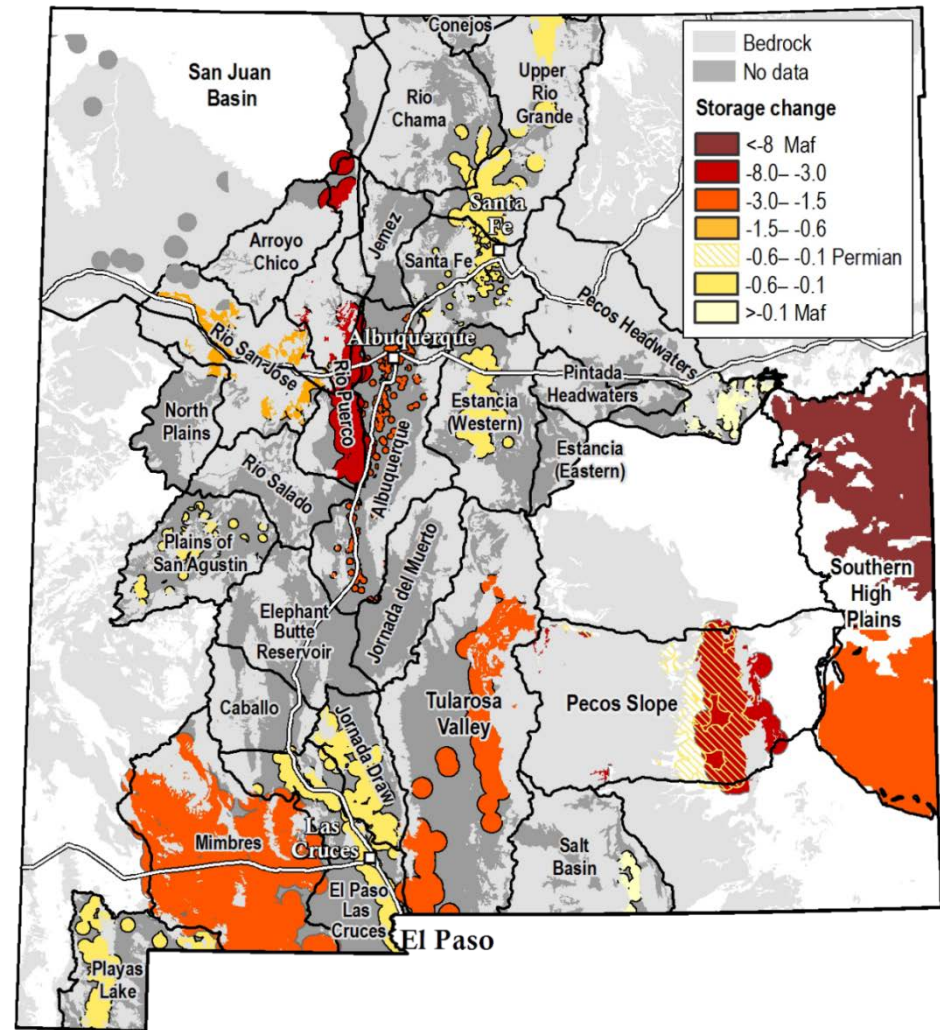 Conejos
San Juan
Basin
Rio
Chama
Upper
Rio
Grande
Bedrock
No data
Storage change
<-8 Maf
-8.0– -3.0
-3.0– -1.5
-1.5– -0.6
-0.6– -0.1 Permian
-0.6– -0.1
>-0.1 Maf
Jemez
Santa
Fe
Arroyo
Chico
Santa Fe
Pecos Headwaters
Rio San Jose
Albuquerque
Rio Puerco
Pintada
Headwaters
North
Plains
Estancia
(Western)
Albuquerque
Estancia
(Eastern)
Rio Salado
Plains of
San Agustin
Jornada del Muerto
Southern
High
Plains
Elephant
Butte
Reservoir
Caballo
Jornada Draw
Tularosa
Valley
Pecos Slope
Mimbres
Las
Cruces
Salt
Basin
El Paso
Las
Cruces
El Paso
Playas
Lake